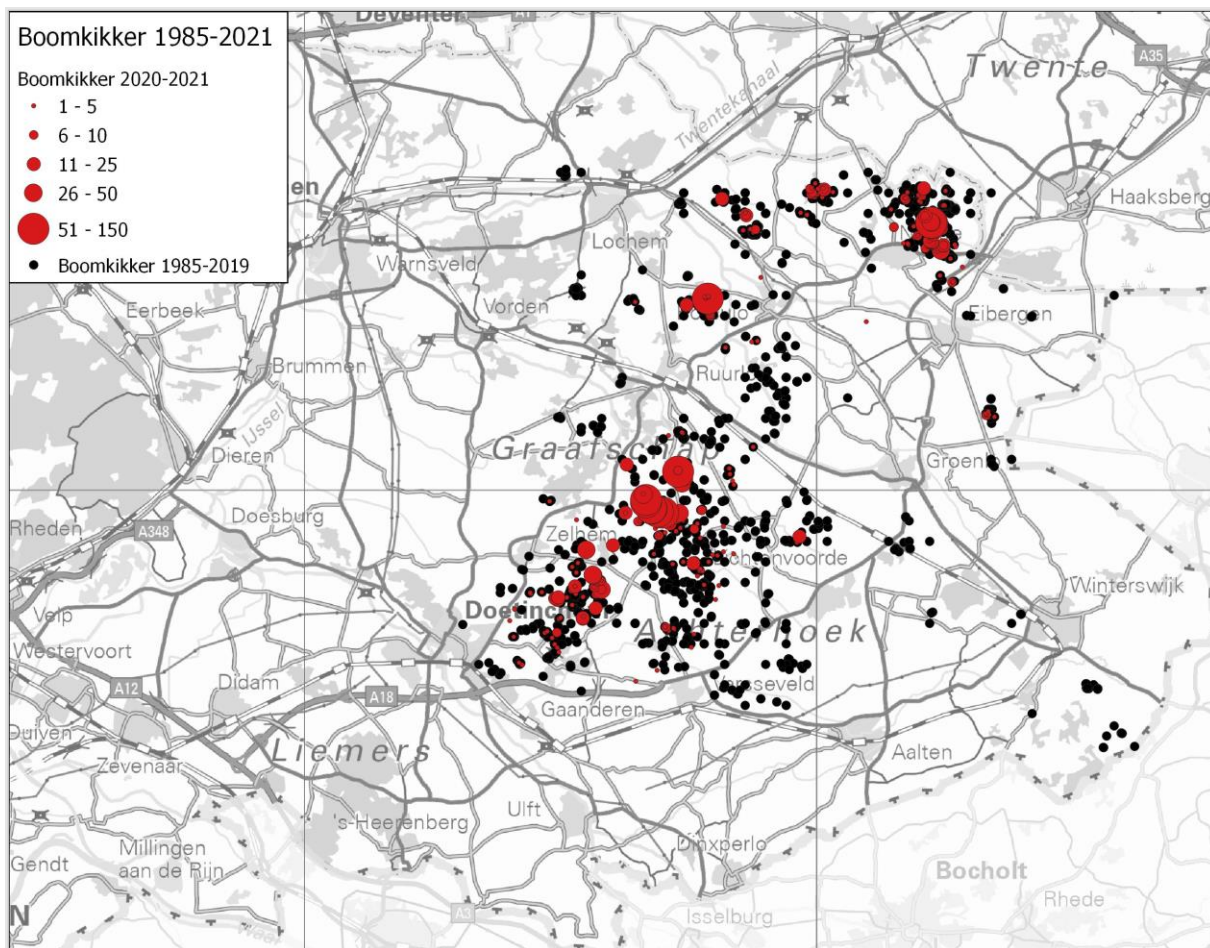 Boomkikker 1985-2021
Boomkikker 2020-2021
1 - 5
6 - 10
11 - 25
26 - 50
51 - 150
Boomkikker 1985-2019
Deventer
A1
Twente
A35
Twentekanaal
Haaksberg
Lochem
Warnsveld
Vorden
Eerbeek
Eibergen
Brummen
IJssel
Graafschap
Dieren
Groenl
A348
Rheden
Doesburg
Zelhem
Winterswijk
Velp
Achterhoek
Westervoort
Didam
A12
A18
Gaanderen
Duiven
Liemers
Zevenaar
Aalten
Ulft
's-Heerenberg
Dinxperlo
Gendt
Millingen
aan de Rijn
Bocholt
Rhede
N
A3
Isselburg